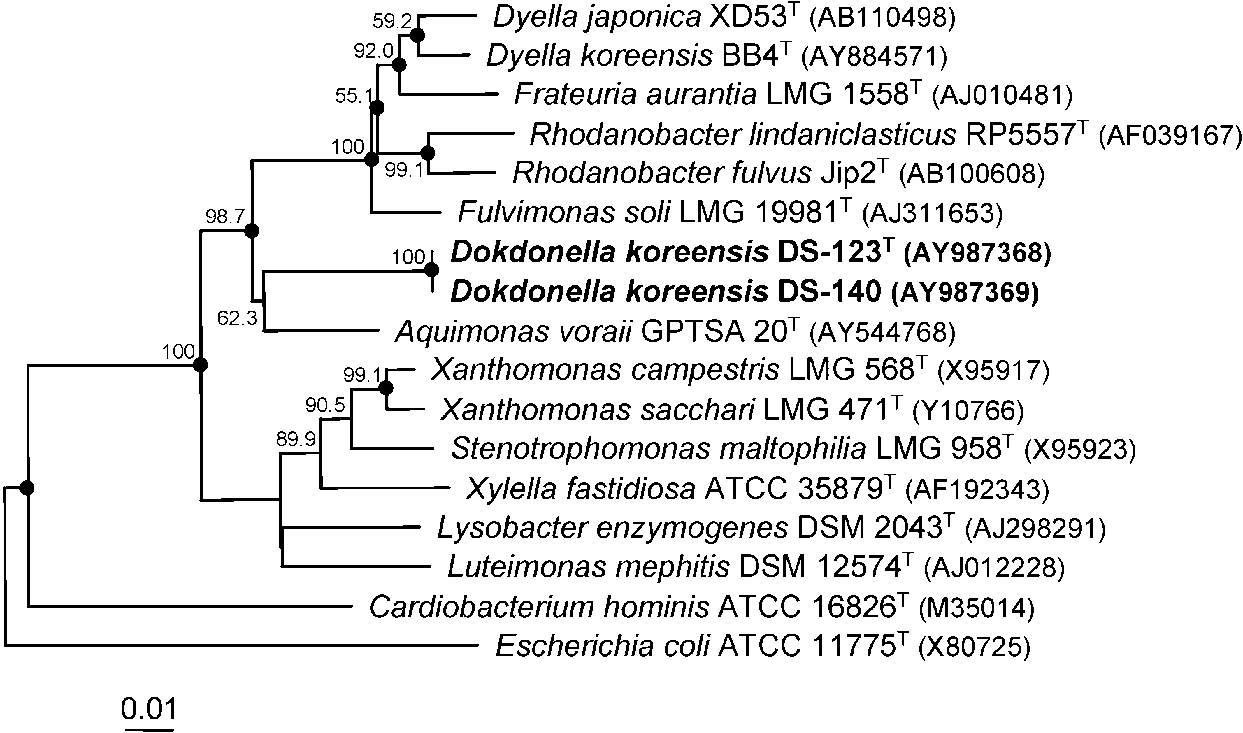 59.2 Dyella japonica XD53ᵀ (AB110498)
92.0 Dyella koreensis BB4ᵀ (AY884571)
55.1 Frateuria aurantia LMG 1558ᵀ (AJ010481)
Rhodanobacter lindaniclasticus RP5557ᵀ (AF039167)
100 99.1 Rhodanobacter fulvus Jip2ᵀ (AB100608)
98.7 Fulvimonas soli LMG 19981ᵀ (AJ311653)
100 Dokdonella koreensis DS-123ᵀ (AY987368)
Dokdonella koreensis DS-140 (AY987369)
62.3 Aquimonas voraii GPTSA 20ᵀ (AY544768)
100 99.1 Xanthomonas campestris LMG 568ᵀ (X95917)
90.5 Xanthomonas sacchari LMG 471ᵀ (Y10766)
89.9 Stenotrophomonas maltophilia LMG 958ᵀ (X95923)
Xylella fastidiosa ATCC 35879ᵀ (AF192343)
Lysobacter enzymogenes DSM 2043ᵀ (AJ298291)
Luteimonas mephitis DSM 12574ᵀ (AJ012228)
Cardiobacterium hominis ATCC 16826ᵀ (M35014)
Escherichia coli ATCC 11775ᵀ (X80725)
0.01